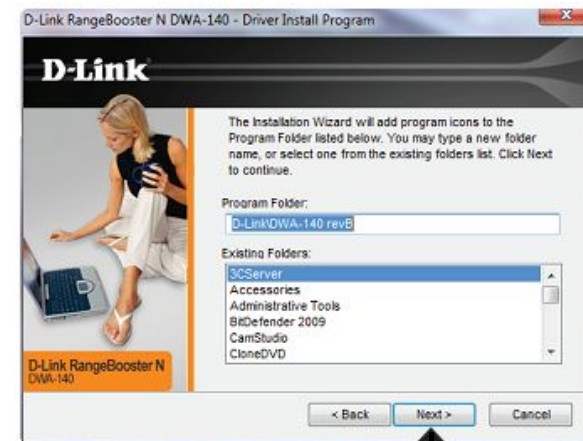 D-Link RangeBooster N DWA-140 - Driver Install Program
D-Link
The Installation Wizard will add program icons to the
Program Folder listed below. You may type a new folder
name, or select one from the existing folders list. Click Next
to continue.
Program Folder:
D-Link\DWA-140 revB
Existing Folders:
3CServer
Accessories
Administrative Tools
BitDefender 2009
CamStudio
CloneDVD
D-Link RangeBooster N
DWA-140
< Back
Next >
Cancel